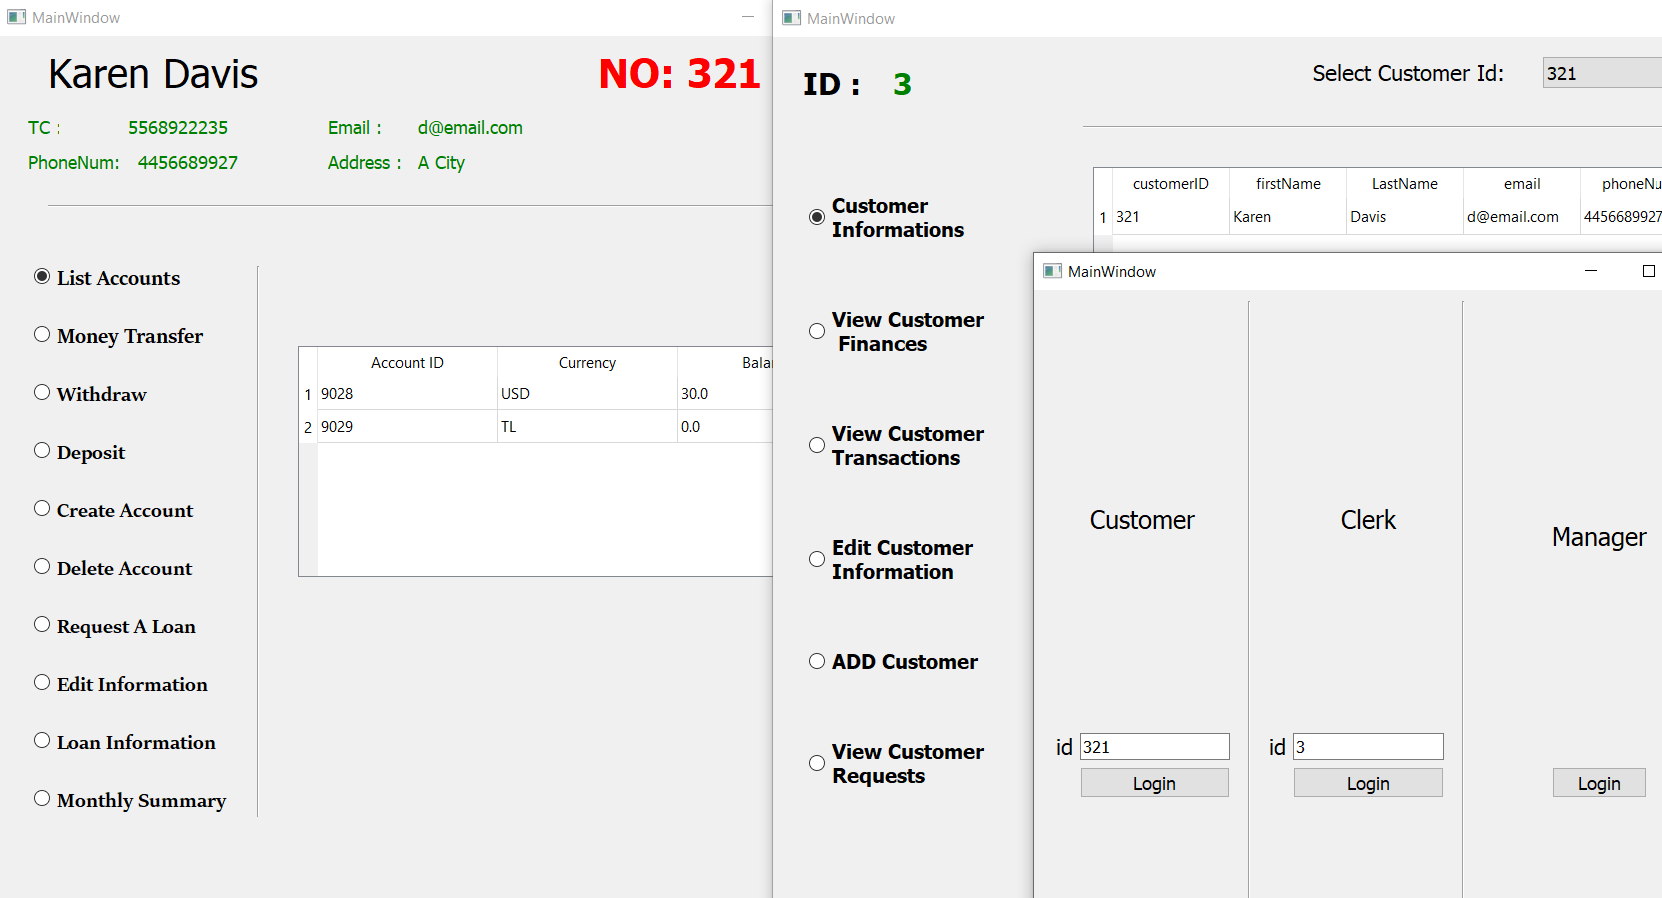 MainWindow
Karen Davis
NO: 321
TC :
5568922235
Email :
d@email.com
PhoneNum:
4456689927
Address :
A City
List Accounts
Money Transfer
Withdraw
Deposit
Create Account
Delete Account
Request A Loan
Edit Information
Loan Information
Monthly Summary
Account ID Currency Balan
1 9028 USD 30.0
2 9029 TL 0.0
MainWindow
ID : 3
Select Customer Id: 321
Customer
Informations
View Customer
Finances
View Customer
Transactions
Edit Customer
Information
ADD Customer
View Customer
Requests
customerID firstName LastName email phoneNu
1 321 Karen Davis d@email.com 4456689927
MainWindow
Customer
id 321
Login
Clerk
id 3
Login
Manager
Login